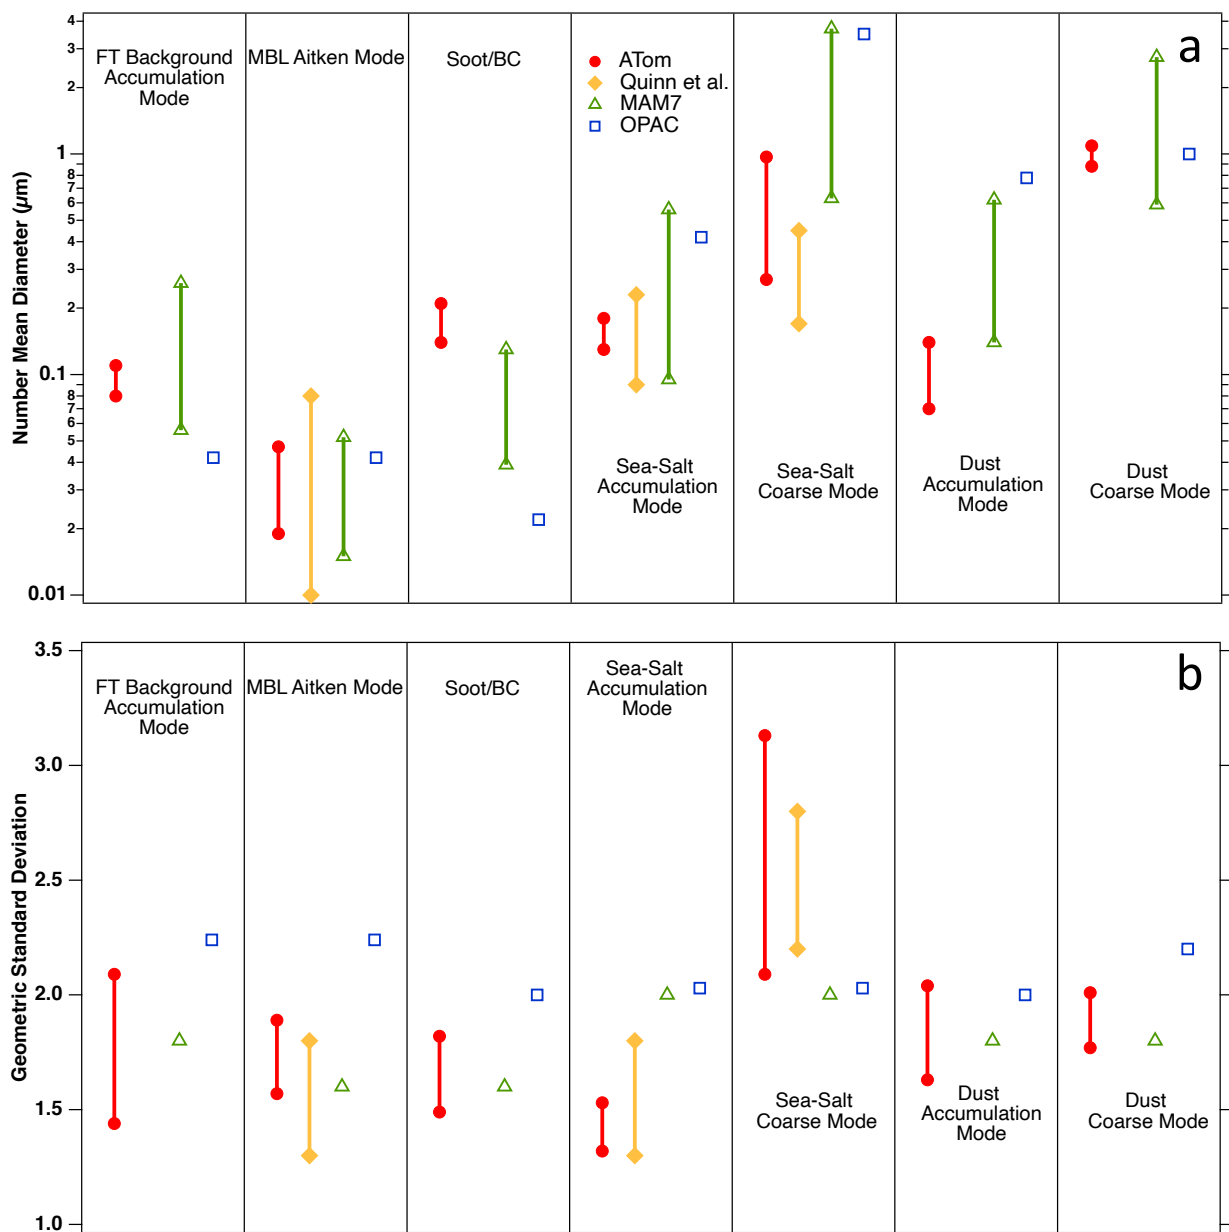 4
3
2
1
8
7
6
5
4
3
2
0.1
8
7
6
5
4
3
2
0.01
Number Mean Diameter (µm)
FT Background
Accumulation
Mode
MBL Aitken Mode
Soot/BC
ATom
Quinn et al.
MAM7
OPAC
a
Sea-Salt
Accumulation
Mode
Sea-Salt
Coarse Mode
Dust
Accumulation
Mode
Dust
Coarse Mode
3.5
3.0
2.5
2.0
1.5
1.0
Geometric Standard Deviation
FT Background
Accumulation
Mode
MBL Aitken Mode
Soot/BC
Sea-Salt
Accumulation
Mode
b
Sea-Salt
Coarse Mode
Dust
Accumulation
Mode
Dust
Coarse Mode